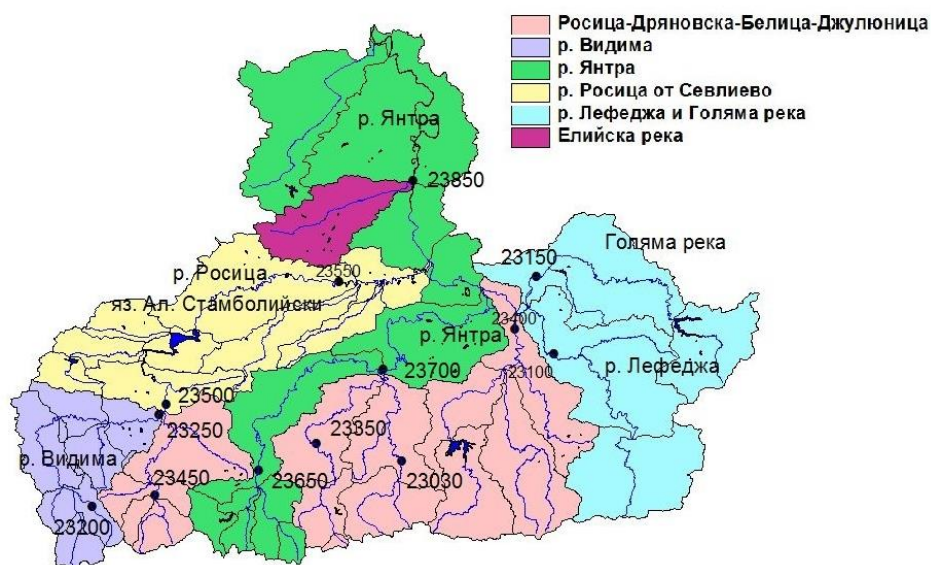 Росица-Дряновска-Белица-Джулюница
р. Видима
р. Янтра
р. Росица от Севлиево
р. Лефеджа и Голяма река
Елийска река
р. Янтра
23850
Голяма река
23150
р. Росица
23550
яз. Ал. Стамболийски
23400
р. Янтра
23100
р. Лефеджа
23700
23500
23250
23350
р. Видима
23450
23650
23030
23200